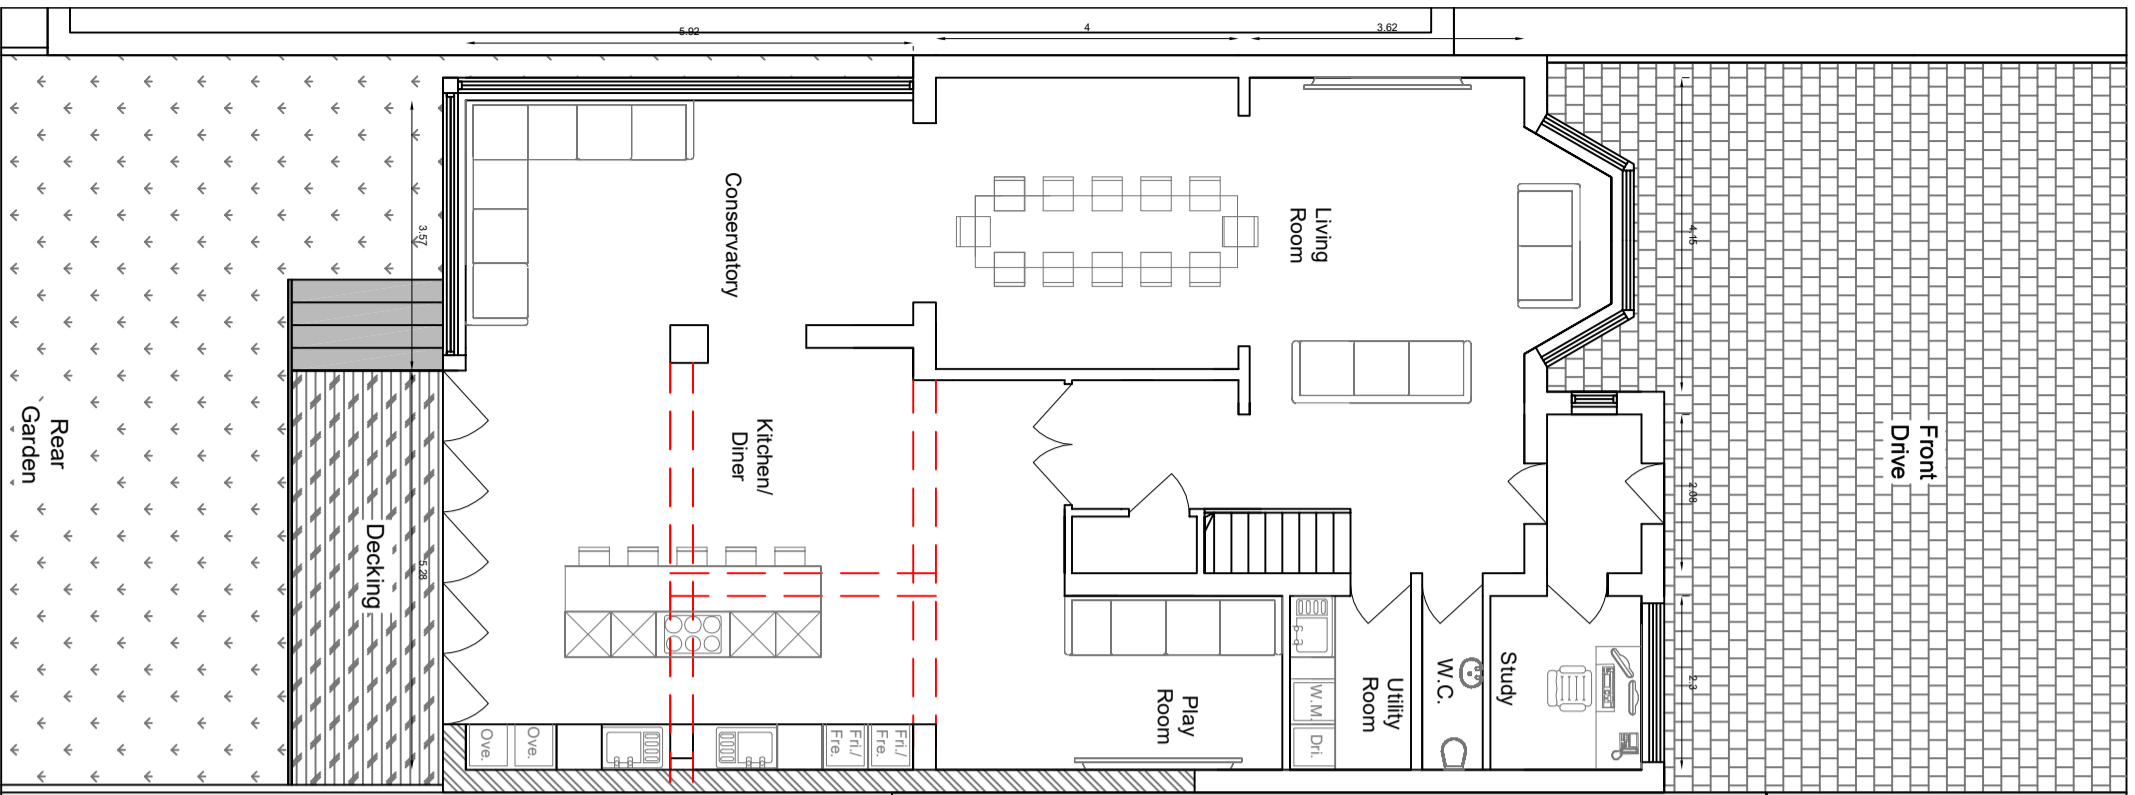 5.92
4
3.62
4.15
3.57
2.08
5.28
2.3
Living
Room
Conservatory
Kitchen/
Diner
Front
Drive
Rear
Garden
Decking
Play
Room
Utility
Room
W.C.
Study
Ove.
Ove.
Fri./
Fre.
Fri./
Fre.
W.M.
Dri.